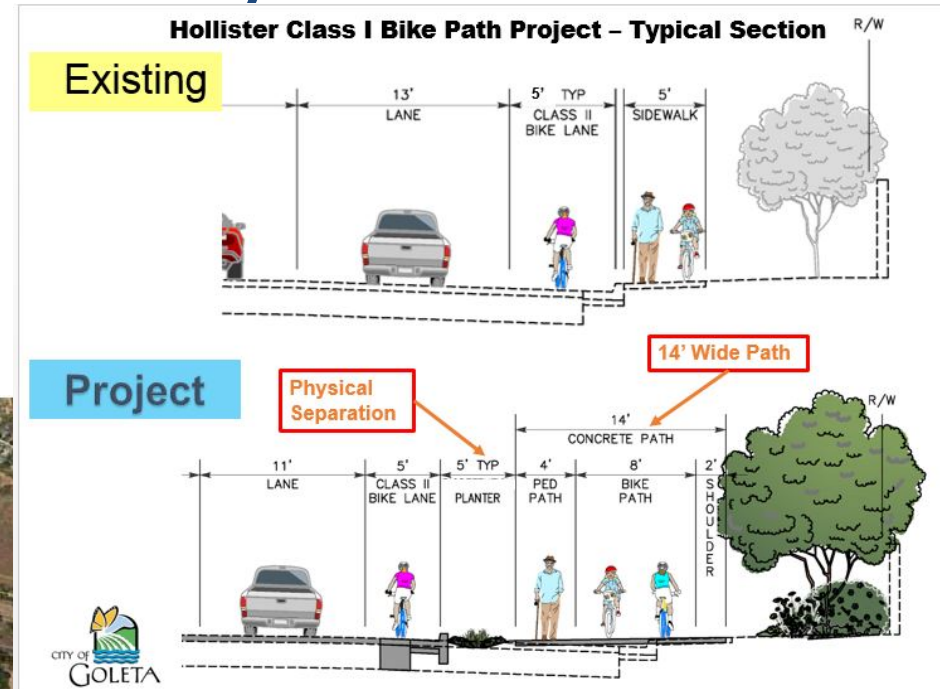 Hollister Class I Bike Path Project – Typical Section
R/W
Existing
13'
LANE
5' TYP
CLASS II
BIKE LANE
5'
SIDEWALK
14' Wide Path
Project
Physical
Separation
R/W
14'
CONCRETE PATH
11'
LANE
5'
CLASS II
BIKE LANE
5' TYP
PLANTER
4'
PED
PATH
8'
BIKE
PATH
2'
SHOULDER
CITY OF
GOLETA